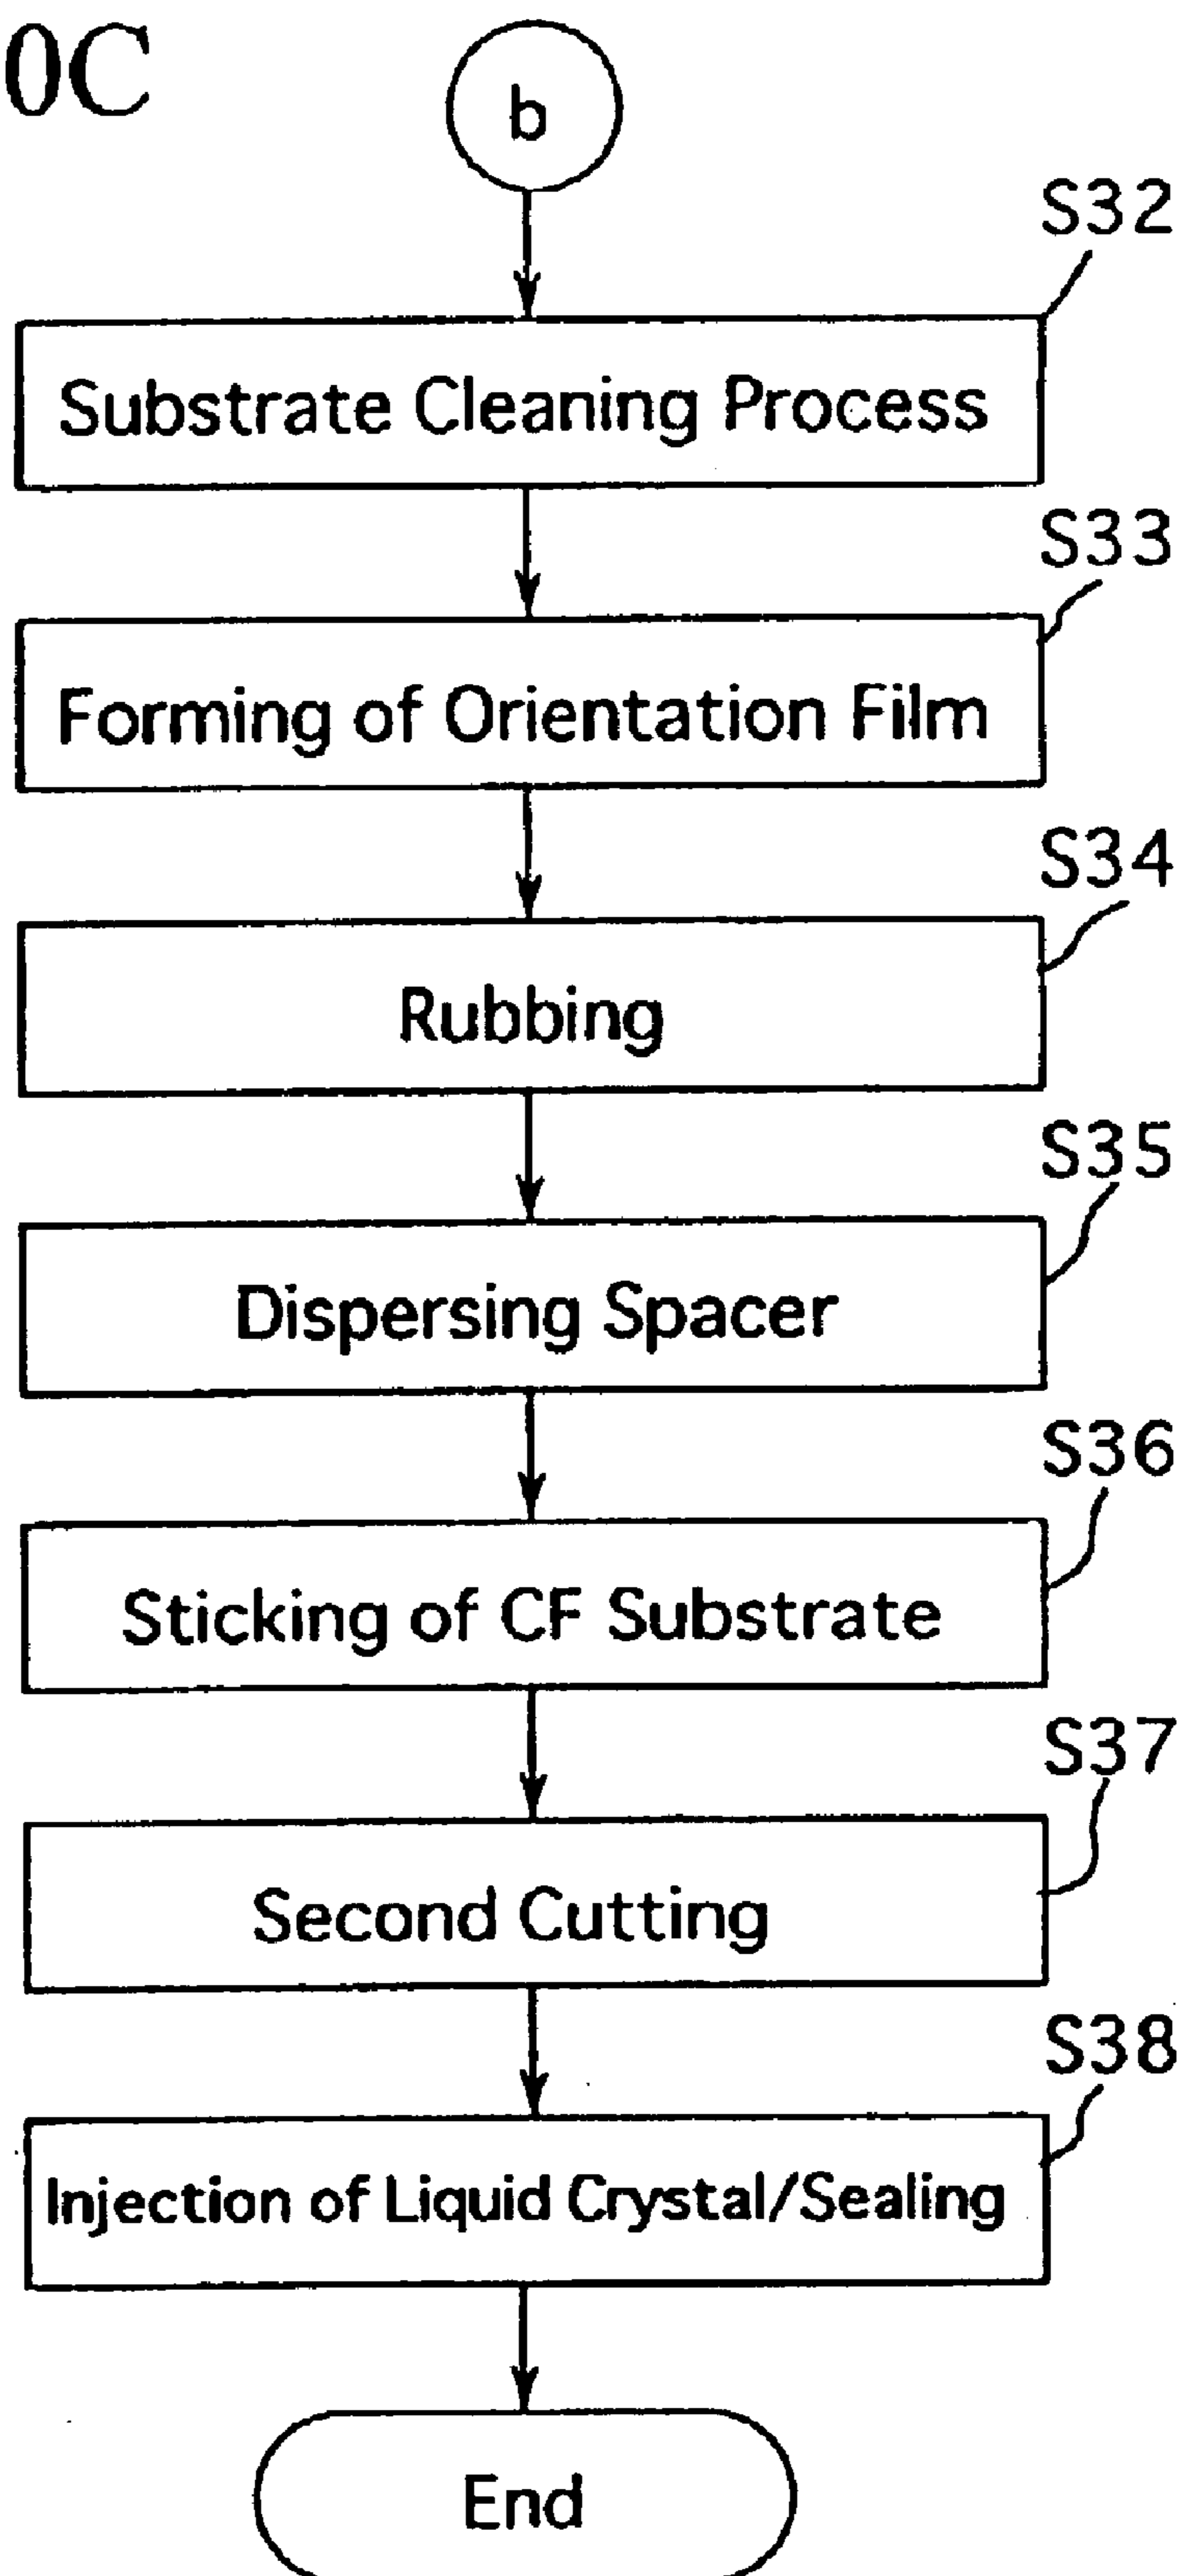 0C
b
S32
Substrate Cleaning Process
S33
Forming of Orientation Film
S34
Rubbing
S35
Dispersing Spacer
S36
Sticking of CF Substrate
S37
Second Cutting
S38
Injection of Liquid Crystal/Sealing
End